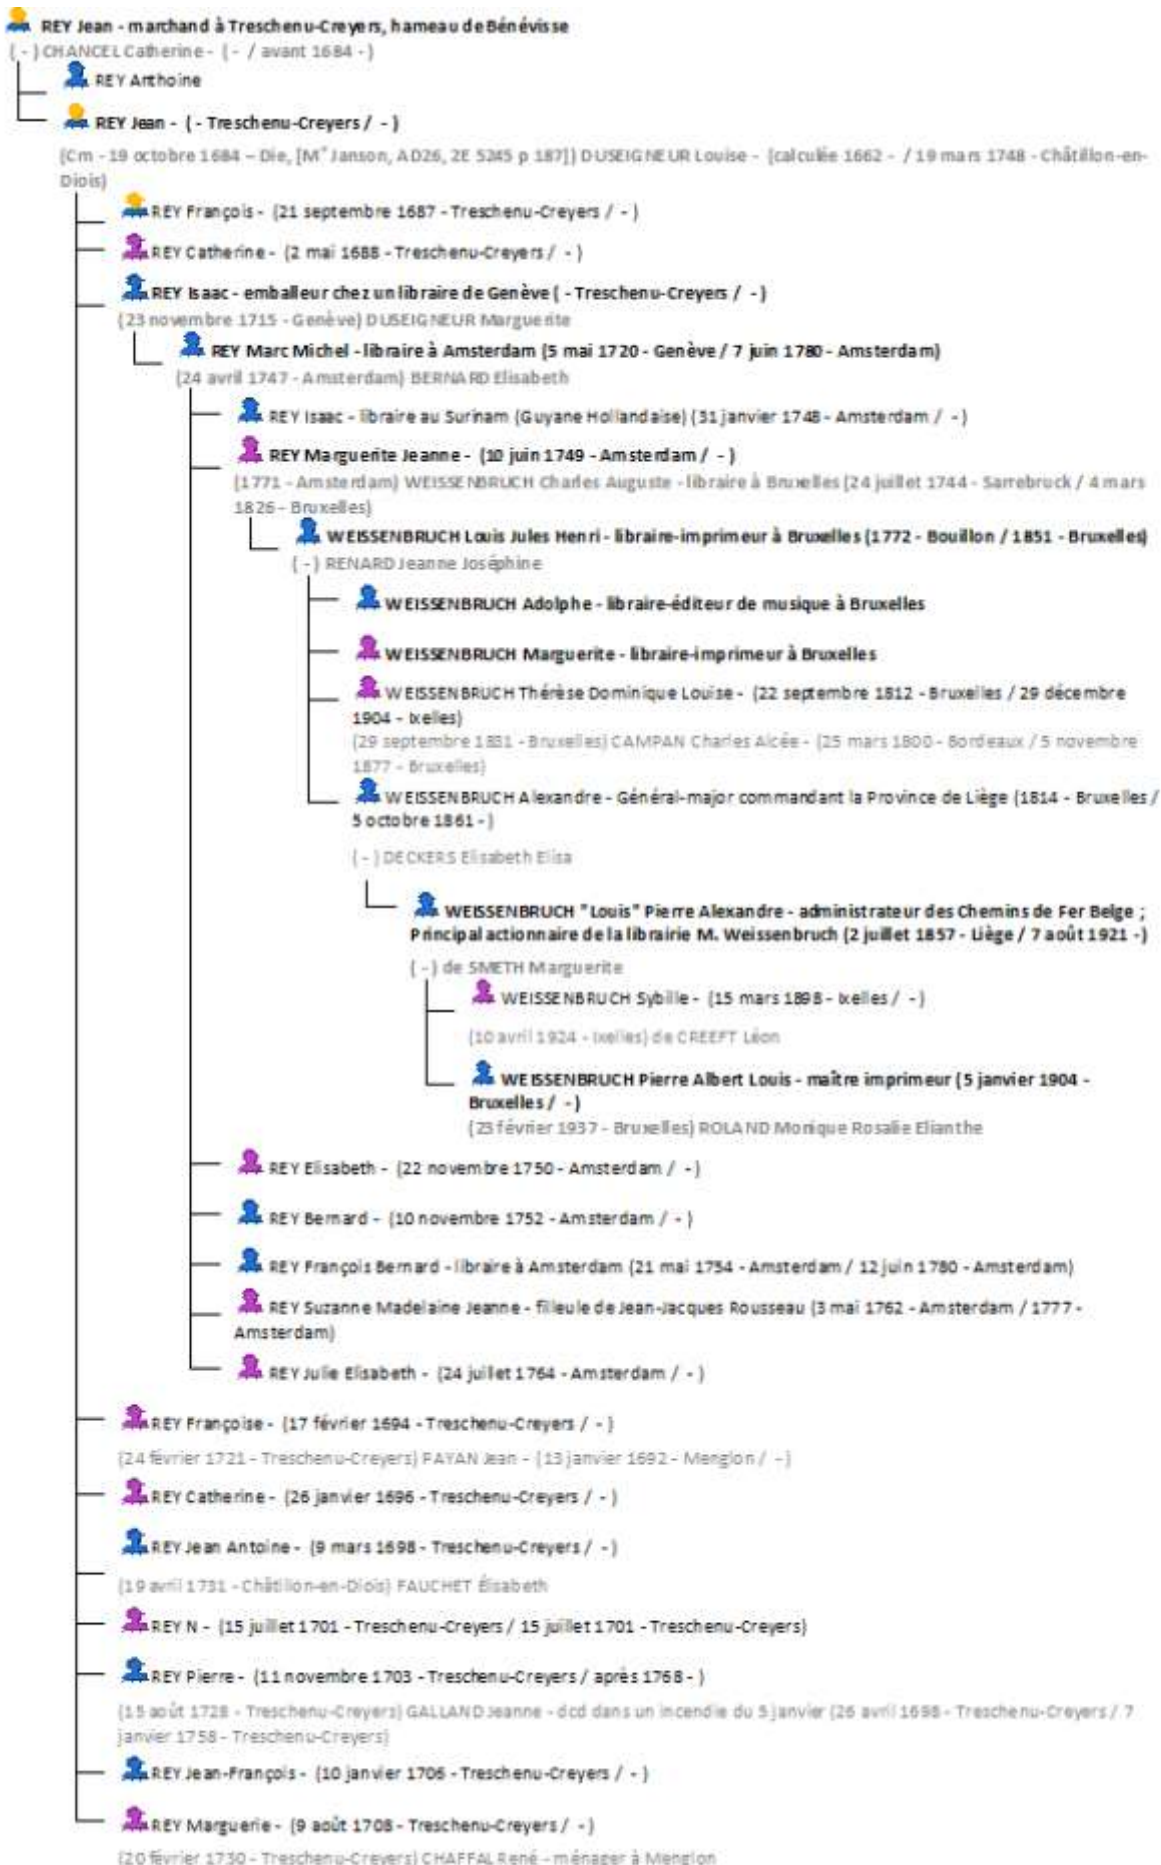 REY Jean - marchand à Treschenu-Creyers, hameau de Bénévisse
( - ) CHANCEL Catherine - ( - / avant 1684 - )
REY Anthoine
REY Jean - ( - Treschenu-Creyers / - )
(Cm - 19 octobre 1684 – Die, [M° Janson, AD26, 2E 5245 p 187]) DUSEIGNEUR Louise - (calculée 1662 - / 19 mars 1748 - Châtillon-en-
Diois)
REY François - (21 septembre 1687 - Treschenu-Creyers / - )
REY Catherine - (2 mai 1688 - Treschenu-Creyers / - )
REY Isaac - emballeur chez un libraire de Genève ( - Treschenu-Creyers / - )
(23 novembre 1715 - Genève) DUSEIGNEUR Marguerite
REY Marc Michel - libraire à Amsterdam (5 mai 1720 - Genève / 7 juin 1780 - Amsterdam)
(24 avril 1747 - Amsterdam) BERNARD Elisabeth
REY Isaac - libraire au Surinam (Guyane Hollandaise) (31 janvier 1748 - Amsterdam / - )
REY Marguerite Jeanne - (10 juin 1749 - Amsterdam / - )
(1771 - Amsterdam) WEISSENBRUCH Charles Auguste - libraire à Bruxelles (24 juillet 1744 - Sarrebruck / 4 mars
1826 - Bruxelles)
WEISSENBRUCH Louis Jules Henri - libraire-imprimeur à Bruxelles (1772 - Bouillon / 1851 - Bruxelles)
( - ) RENARD Jeanne Joséphine
WEISSENBRUCH Adolphe - libraire-éditeur de musique à Bruxelles
WEISSENBRUCH Marguerite - libraire-imprimeur à Bruxelles
WEISSENBRUCH Thérèse Dominique Louise - (22 septembre 1812 - Bruxelles / 29 décembre
1904 - Ixelles)
(29 septembre 1831 - Bruxelles) CAMPAN Charles Alcée - (25 mars 1800 - Bordeaux / 5 novembre
1877 - Bruxelles)
WEISSENBRUCH Alexandre - Général-major commandant la Province de Liège (1814 - Bruxelles /
5 octobre 1861 - )
( - ) DECKERS Elisabeth Elisa
WEISSENBRUCH "Louis" Pierre Alexandre - administrateur des Chemins de Fer Belge ;
Principal actionnaire de la librairie M. Weissenbruch (2 juillet 1857 - Liège / 7 août 1921 -)
( - ) de SMETH Marguerite
WEISSENBRUCH Sybille - (15 mars 1898 - Ixelles / - )
(10 avril 1924 - Ixelles) de CREEFT Léon
WEISSENBRUCH Pierre Albert Louis - maître imprimeur (5 janvier 1904 -
Bruxelles / - )
(23 février 1937 - Bruxelles) ROLAND Monique Rosalie Elianthe
REY Elisabeth - (22 novembre 1750 - Amsterdam / - )
REY Bernard - (10 novembre 1752 - Amsterdam / - )
REY François Bernard - libraire à Amsterdam (21 mai 1754 - Amsterdam / 12 juin 1780 - Amsterdam)
REY Suzanne Madelaine Jeanne - filleule de Jean-Jacques Rousseau (3 mai 1762 - Amsterdam / 1777 -
Amsterdam)
REY Julie Elisabeth - (24 juillet 1764 - Amsterdam / - )
REY Françoise - (17 février 1694 - Treschenu-Creyers / - )
(24 février 1721 - Treschenu-Creyers) PAYAN Jean - (13 janvier 1692 - Menglon / - )
REY Catherine - (26 janvier 1696 - Treschenu-Creyers / - )
REY Jean Antoine - (9 mars 1698 - Treschenu-Creyers / - )
(19 avril 1731 - Châtillon-en-Diois) FAUCHET Élisabeth
REY N - (15 juillet 1701 - Treschenu-Creyers / 15 juillet 1701 - Treschenu-Creyers)
REY Pierre - (11 novembre 1703 - Treschenu-Creyers / après 1768 - )
(15 août 1728 - Treschenu-Creyers) GALLAND Jeanne - dcd dans un incendie du 5 janvier (26 avril 1698 - Treschenu-Creyers / 7
janvier 1758 - Treschenu-Creyers)
REY Jean-François - (10 janvier 1706 - Treschenu-Creyers / - )
REY Marguerie - (9 août 1708 - Treschenu-Creyers / - )
(20 février 1730 - Treschenu-Creyers) CHAFFAL René - ménager à Menglon